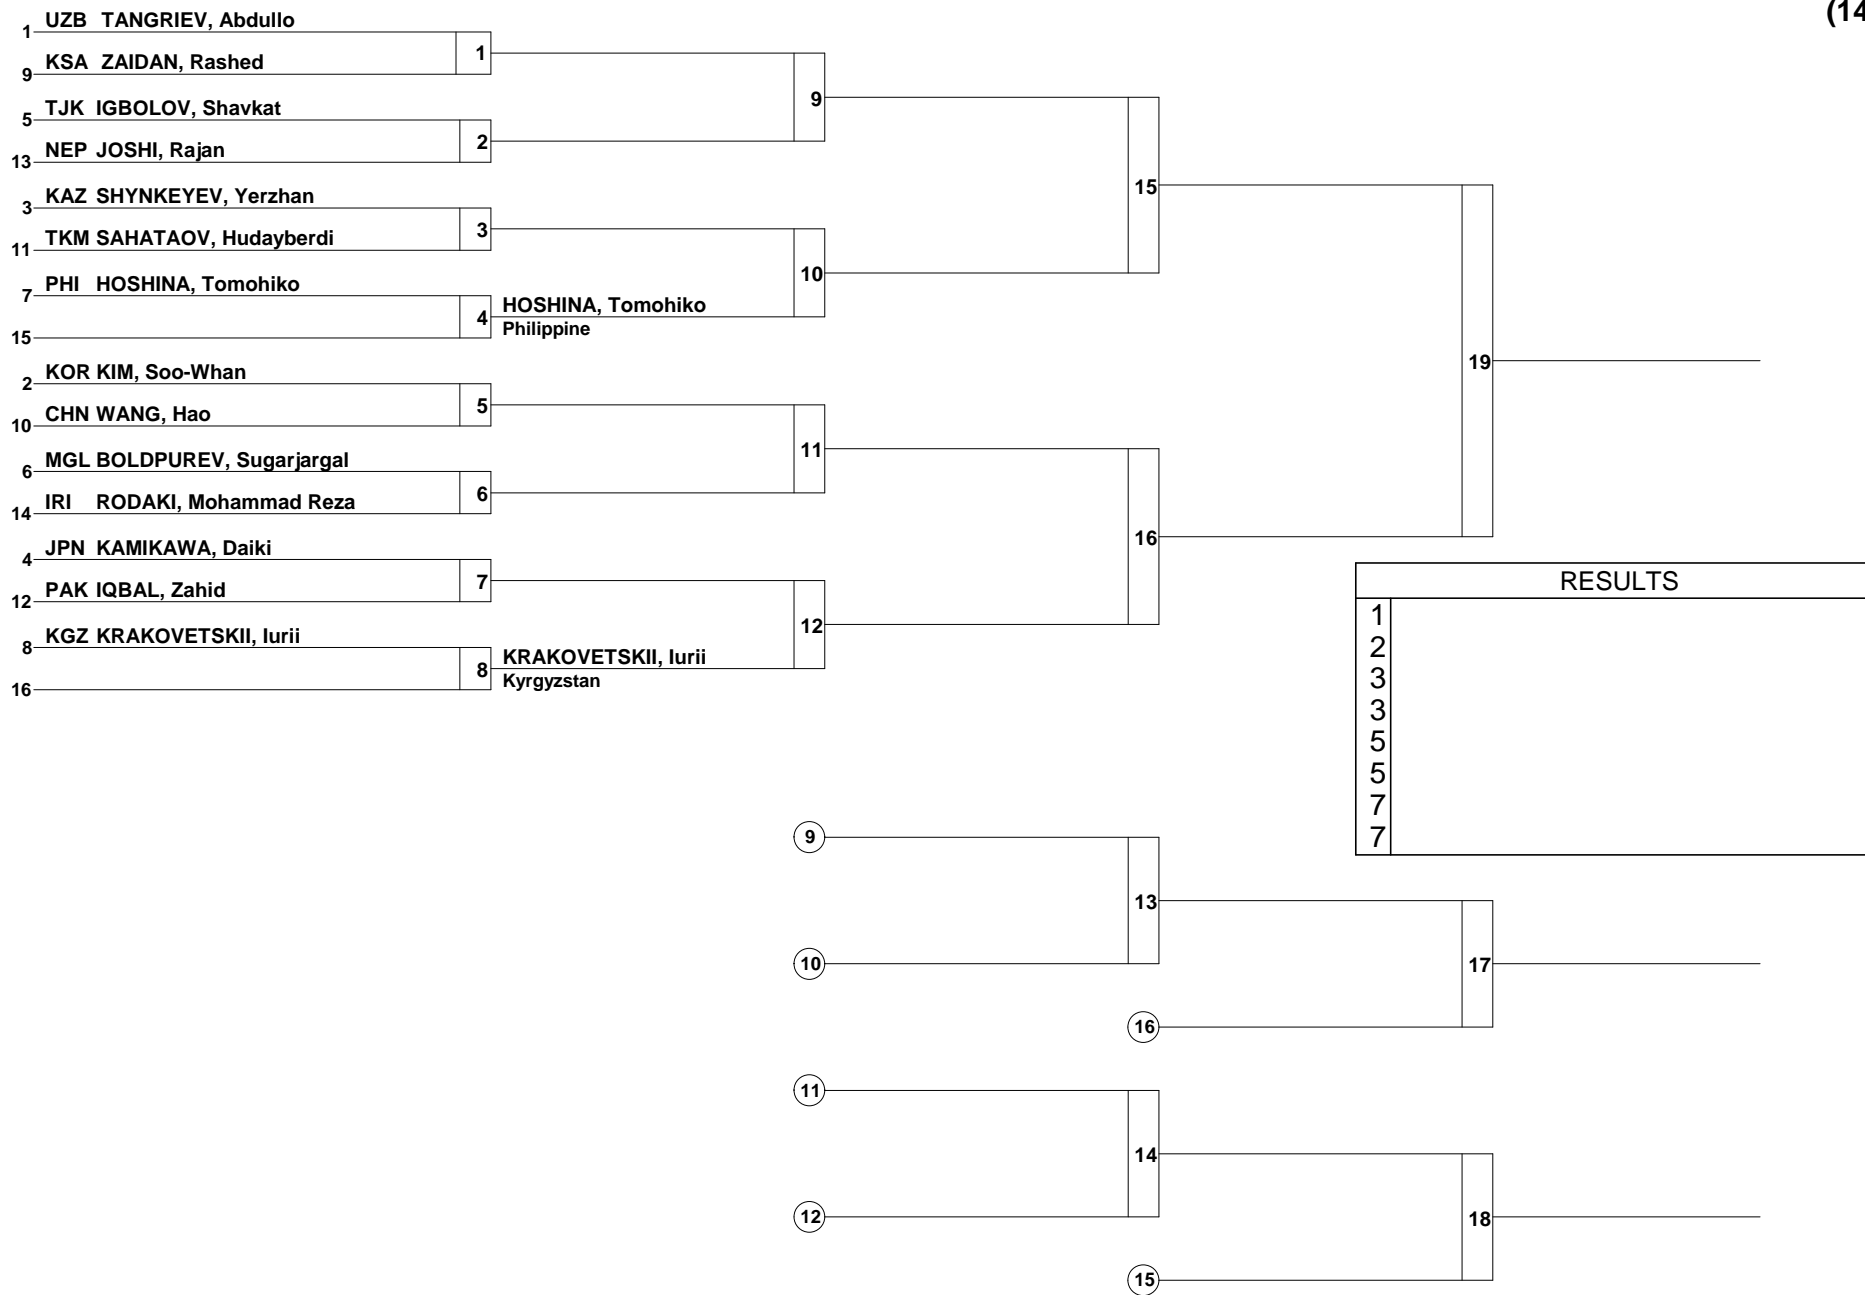 (14
1 UZB TANGRIEV, Abdullo
1
9 KSA ZAIDAN, Rashed
9
5 TJK IGBOLOV, Shavkat
2
13 NEP JOSHI, Rajan
15
3 KAZ SHYNKEYEV, Yerzhan
3
11 TKM SAHATAOV, Hudayberdi
10
7 PHI HOSHINA, Tomohiko
4 HOSHINA, Tomohiko
Philippine
15
19
2 KOR KIM, Soo-Whan
5
10 CHN WANG, Hao
11
6 MGL BOLDPUREV, Sugarjargal
6
14 IRI RODAKI, Mohammad Reza
16
4 JPN KAMIKAWA, Daiki
7
12 PAK IQBAL, Zahid
12
8 KGZ KRAKOVETSKII, Iurii
8 KRAKOVETSKII, Iurii
Kyrgyzstan
16
RESULTS
1
2
3
3
5
5
7
7
9
13
10
17
16
11
14
12
18
15